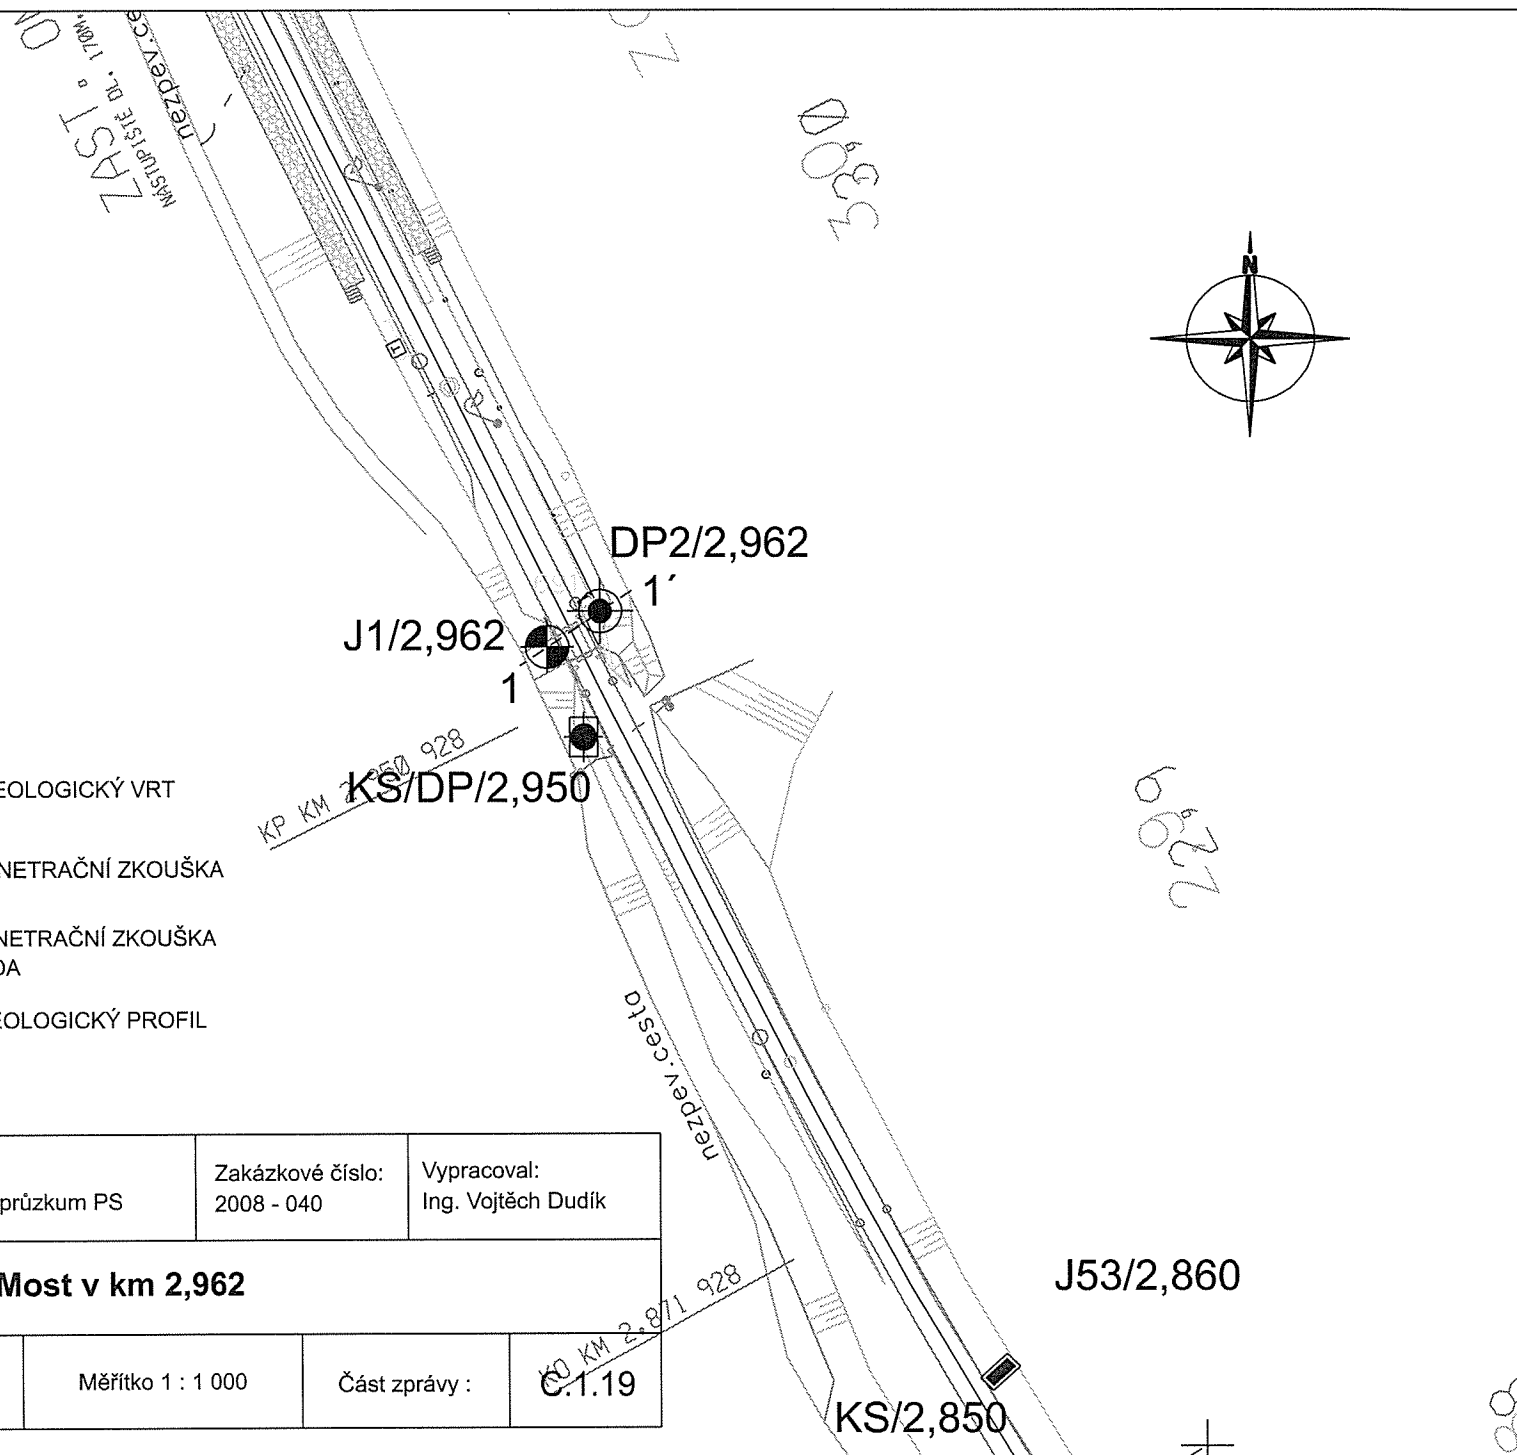 ZAST.
NÁSTUPIŠTĚ DL. 170M.
nezpev.ce
330,0
N
DP2/2,962
1´
J1/2,962
1
KS/DP/2,950
EOLOGICKÝ VRT
NETRAČNÍ ZKOUŠKA
NETRAČNÍ ZKOUŠKA
DA
EOLOGICKÝ PROFIL
nezpev.cesta
průzkum PS
Zakázkové číslo:
2008 - 040
Vypracoval:
Ing. Vojtěch Dudík
Most v km 2,962
KO KM 2,871 928
J53/2,860
Měřítko 1 : 1 000
Část zprávy :
C.1.19
KS/2,850